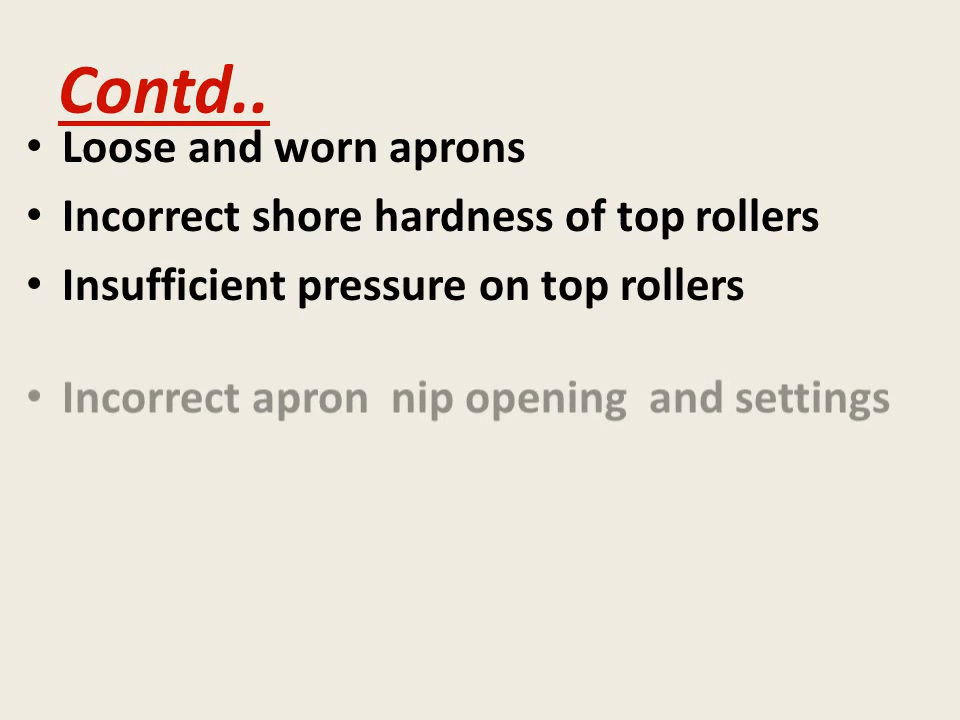 Contd..
• Loose and worn aprons
• Incorrect shore hardness of top rollers
• Insufficient pressure on top rollers
• Incorrect apron  nip opening  and settings